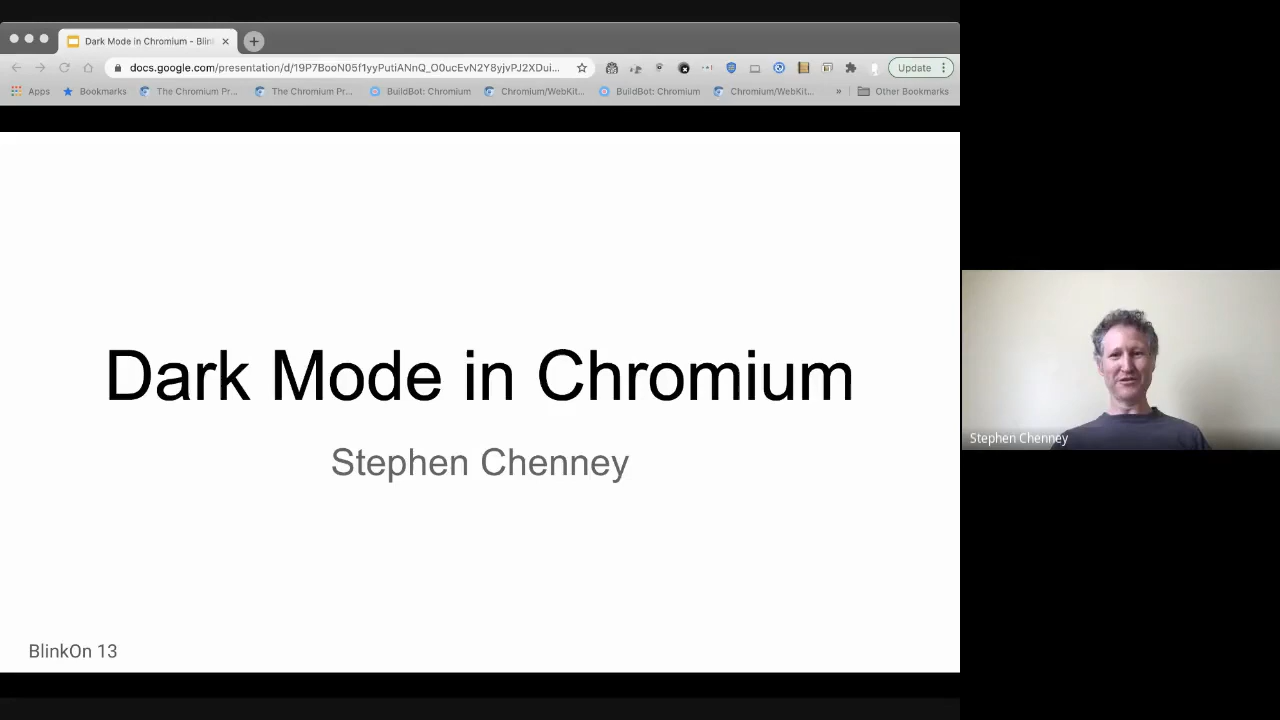 Dark Mode in Chromium - Blin
docs.google.com/presentation/d/19P7BooN05f1yyPutiANnQ_O0ucEvN2Y8yjvPJ2XDui...
Update
Apps
Bookmarks
The Chromium Pr...
The Chromium Pr...
BuildBot: Chromium
Chromium/WebKit...
BuildBot: Chromium
Chromium/WebKit...
»
Other Bookmarks
Dark Mode in Chromium
Stephen Chenney
BlinkOn 13
Stephen Chenney